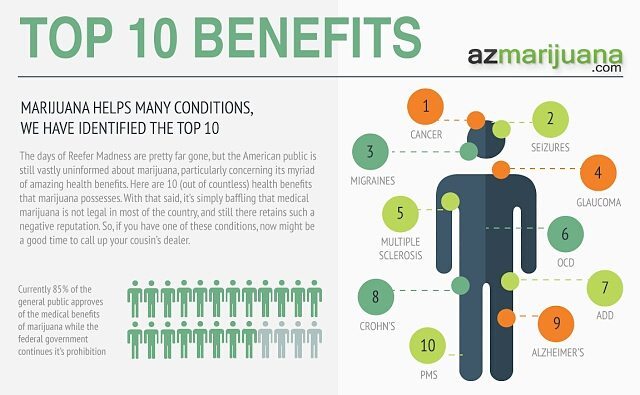 TOP 10 BENEFITS
azmarijuana
.com
MARIJUANA HELPS MANY CONDITIONS,
WE HAVE IDENTIFIED THE TOP 10
The days of Reefer Madness are pretty far gone, but the American public is
still vastly uninformed about marijuana, particularly concerning its myriad
of amazing health benefits. Here are 10 (out of countless) health benefits
that marijuana possesses. With that said, it's simply baffling that medical
marijuana is not legal in most of the country, and still there retains such
a negative reputation. So, if you have one of these conditions, now might be
a good time to call up your cousin's dealer.
Currently 85% of the
general public approves
of the medical benefits
of marijuana while the
federal government
continues it's prohibition
1
CANCER
2
SEIZURES
3
MIGRAINES
4
GLAUCOMA
5
MULTIPLE
SCLEROSIS
6
OCD
7
ADD
8
CROHN'S
9
ALZHEIMER'S
10
PMS